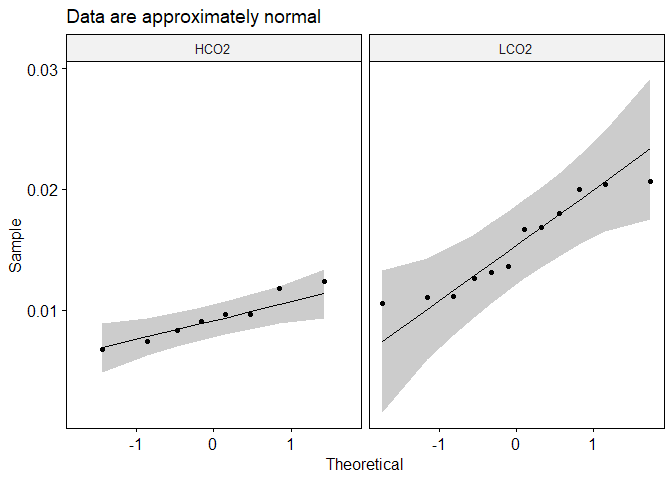 Data are approximately normal
HCO2
LCO2
0.03
0.02
0.01
Sample
-1
0
1
-1
0
1
Theoretical